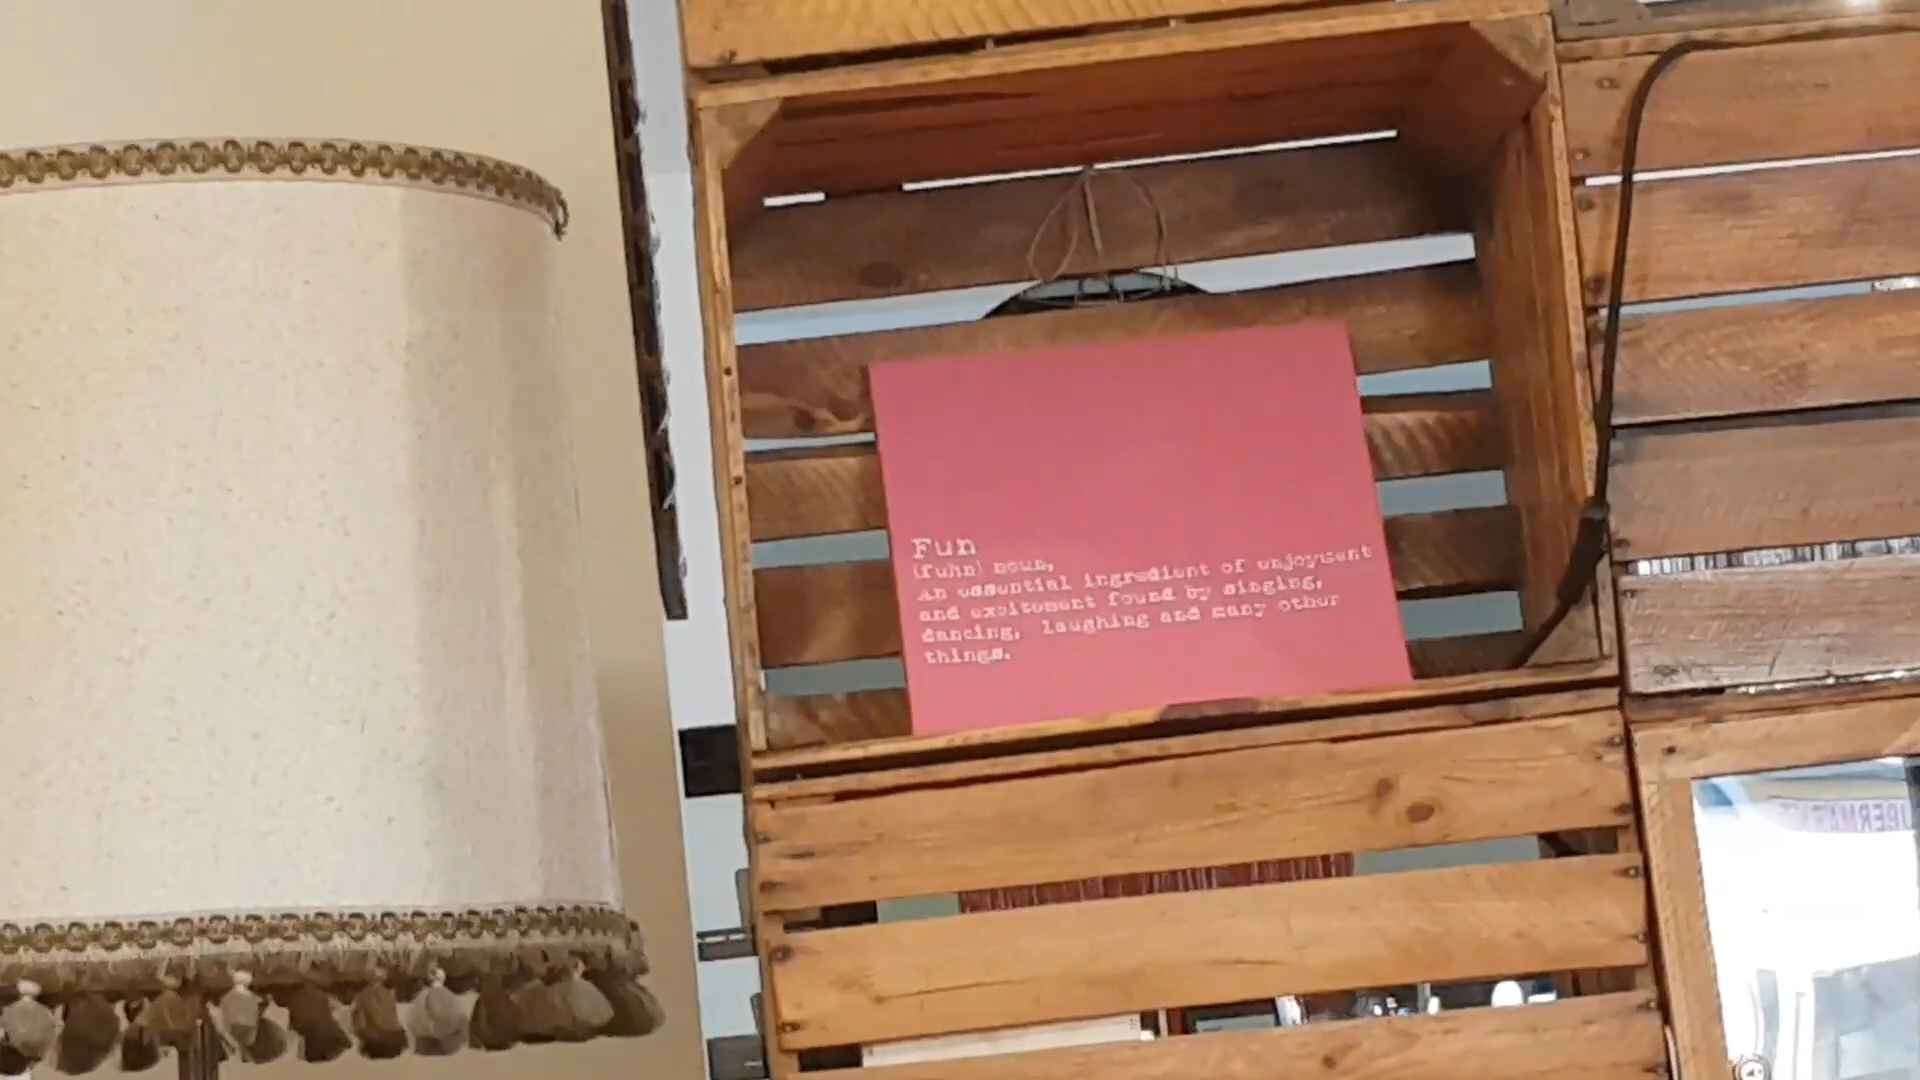 Fun
(fuhn) noun,
An essential ingredient of enjoyment
and excitement found by singing,
dancing, laughing and many other
things.